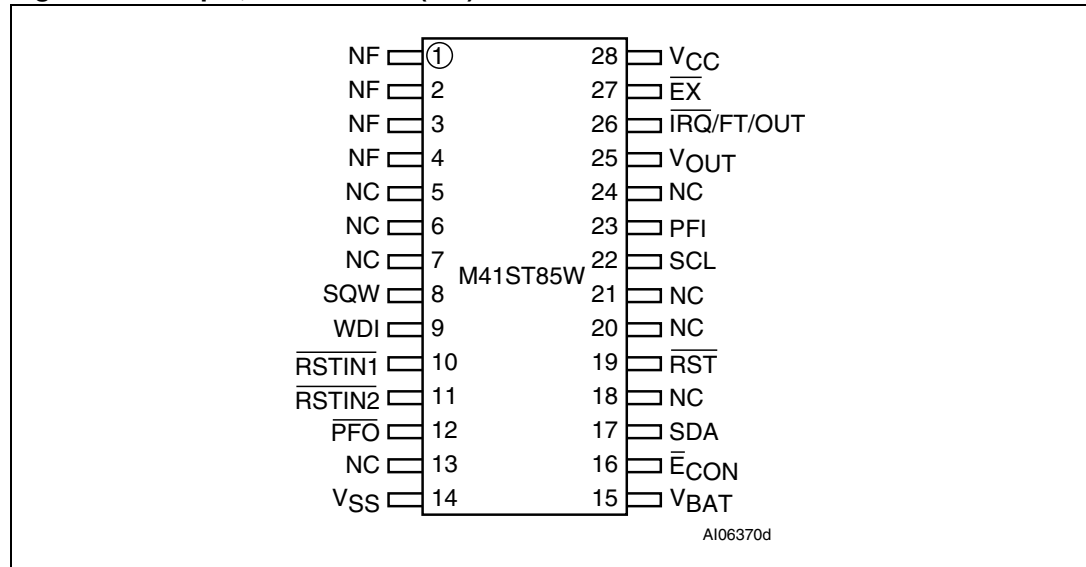 NF 1 28 VCC
NF 2 27 EX
NF 3 26 IRQ/FT/OUT
NF 4 25 VOUT
NC 5 24 NC
NC 6 23 PFI
NC 7 22 SCL
M41ST85W
SQW 8 21 NC
WDI 9 20 NC
RSTIN1 10 19 RST
RSTIN2 11 18 NC
PFO 12 17 SDA
NC 13 16 ECON
VSS 14 15 VBAT
AI06370d